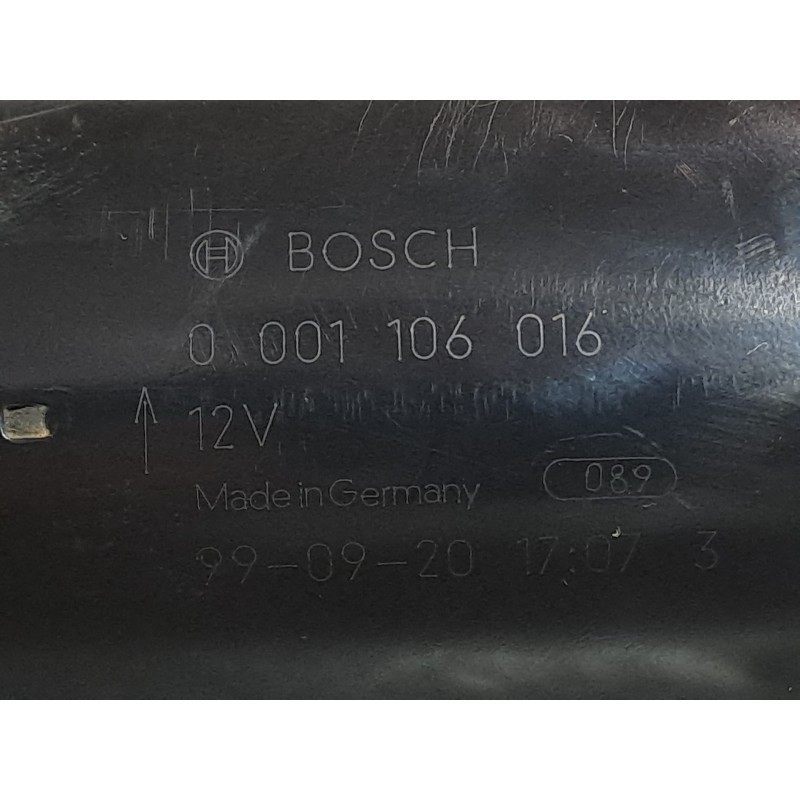 BOSCH
0 001 106 016
12V
Made in Germany 089
99-09-20 17:07 3